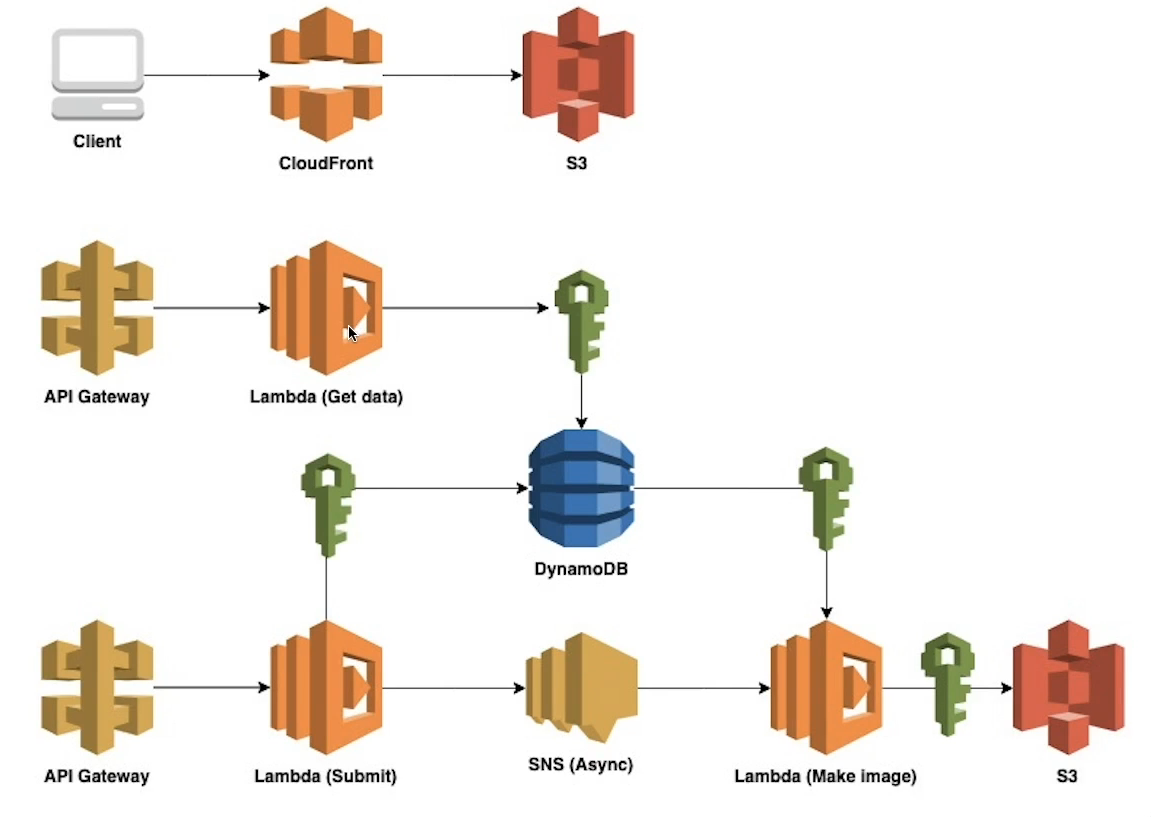 Client
CloudFront
S3
API Gateway
Lambda (Get data)
DynamoDB
API Gateway
Lambda (Submit)
SNS (Async)
Lambda (Make image)
S3